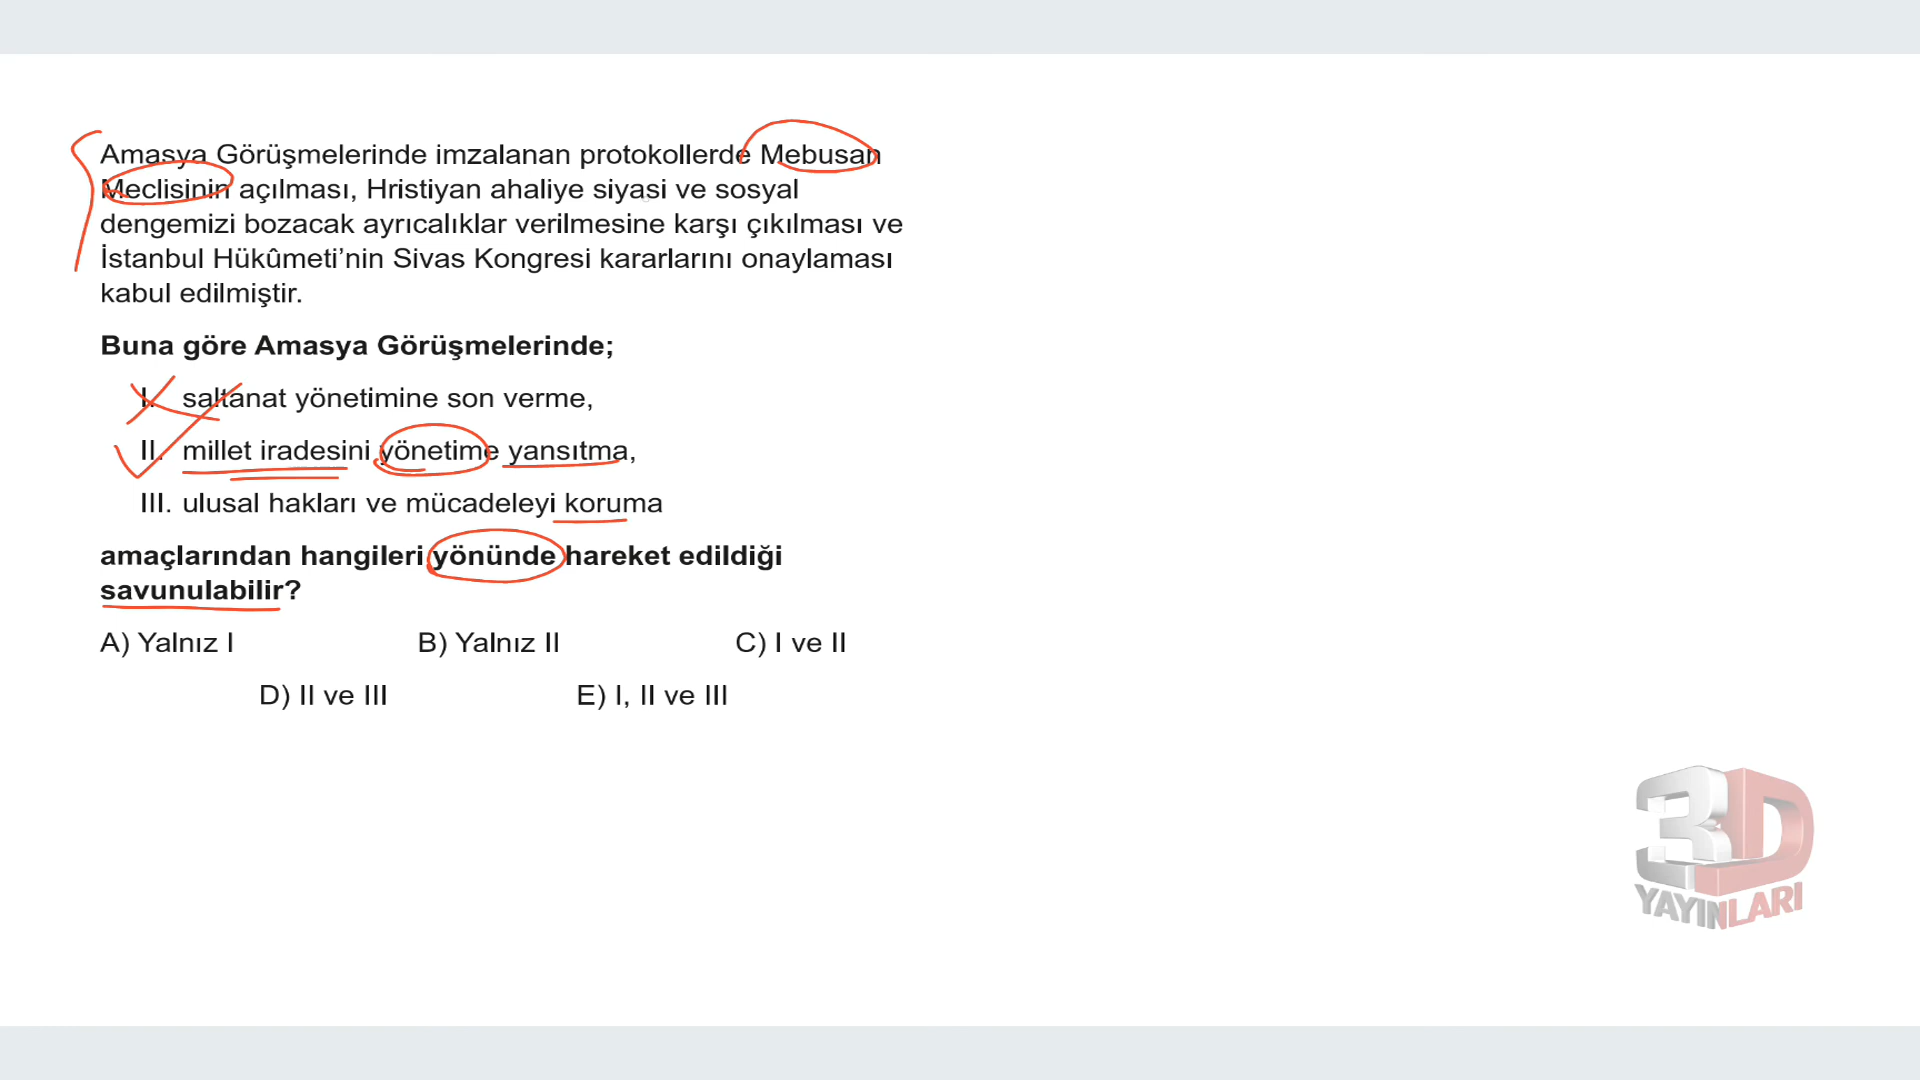 Amasya Görüşmelerinde imzalanan protokollerde Mebusan
Meclisinin açılması, Hristiyan ahaliye siyasi ve sosyal
dengemizi bozacak ayrıcalıklar verilmesine karşı çıkılması ve
İstanbul Hükûmeti’nin Sivas Kongresi kararlarını onaylaması
kabul edilmiştir.
Buna göre Amasya Görüşmelerinde;
I. saltanat yönetimine son verme,
II. millet iradesini yönetime yansıtma,
III. ulusal hakları ve mücadeleyi koruma
amaçlarından hangileri yönünde hareket edildiği
savunulabilir?
A) Yalnız I B) Yalnız II C) I ve II
D) II ve III E) I, II ve III
3D
YAYINLARI